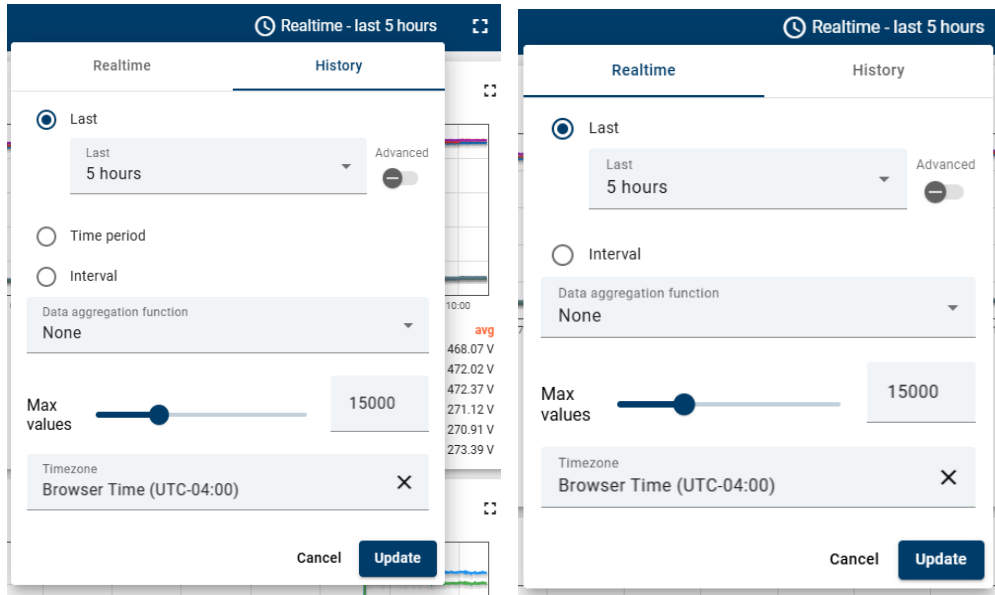 Realtime - last 5 hours
Realtime
History
Last
Last
5 hours
Advanced
Time period
Interval
Data aggregation function
None
10:00
avg
468.07 V
472.02 V
472.37 V
271.12 V
270.91 V
273.39 V
Max
values
15000
Timezone
Browser Time (UTC-04:00)
Cancel
Update
Realtime - last 5 hours
Realtime
History
Last
Last
5 hours
Advanced
Interval
Data aggregation function
None
Max
values
15000
Timezone
Browser Time (UTC-04:00)
Cancel
Update